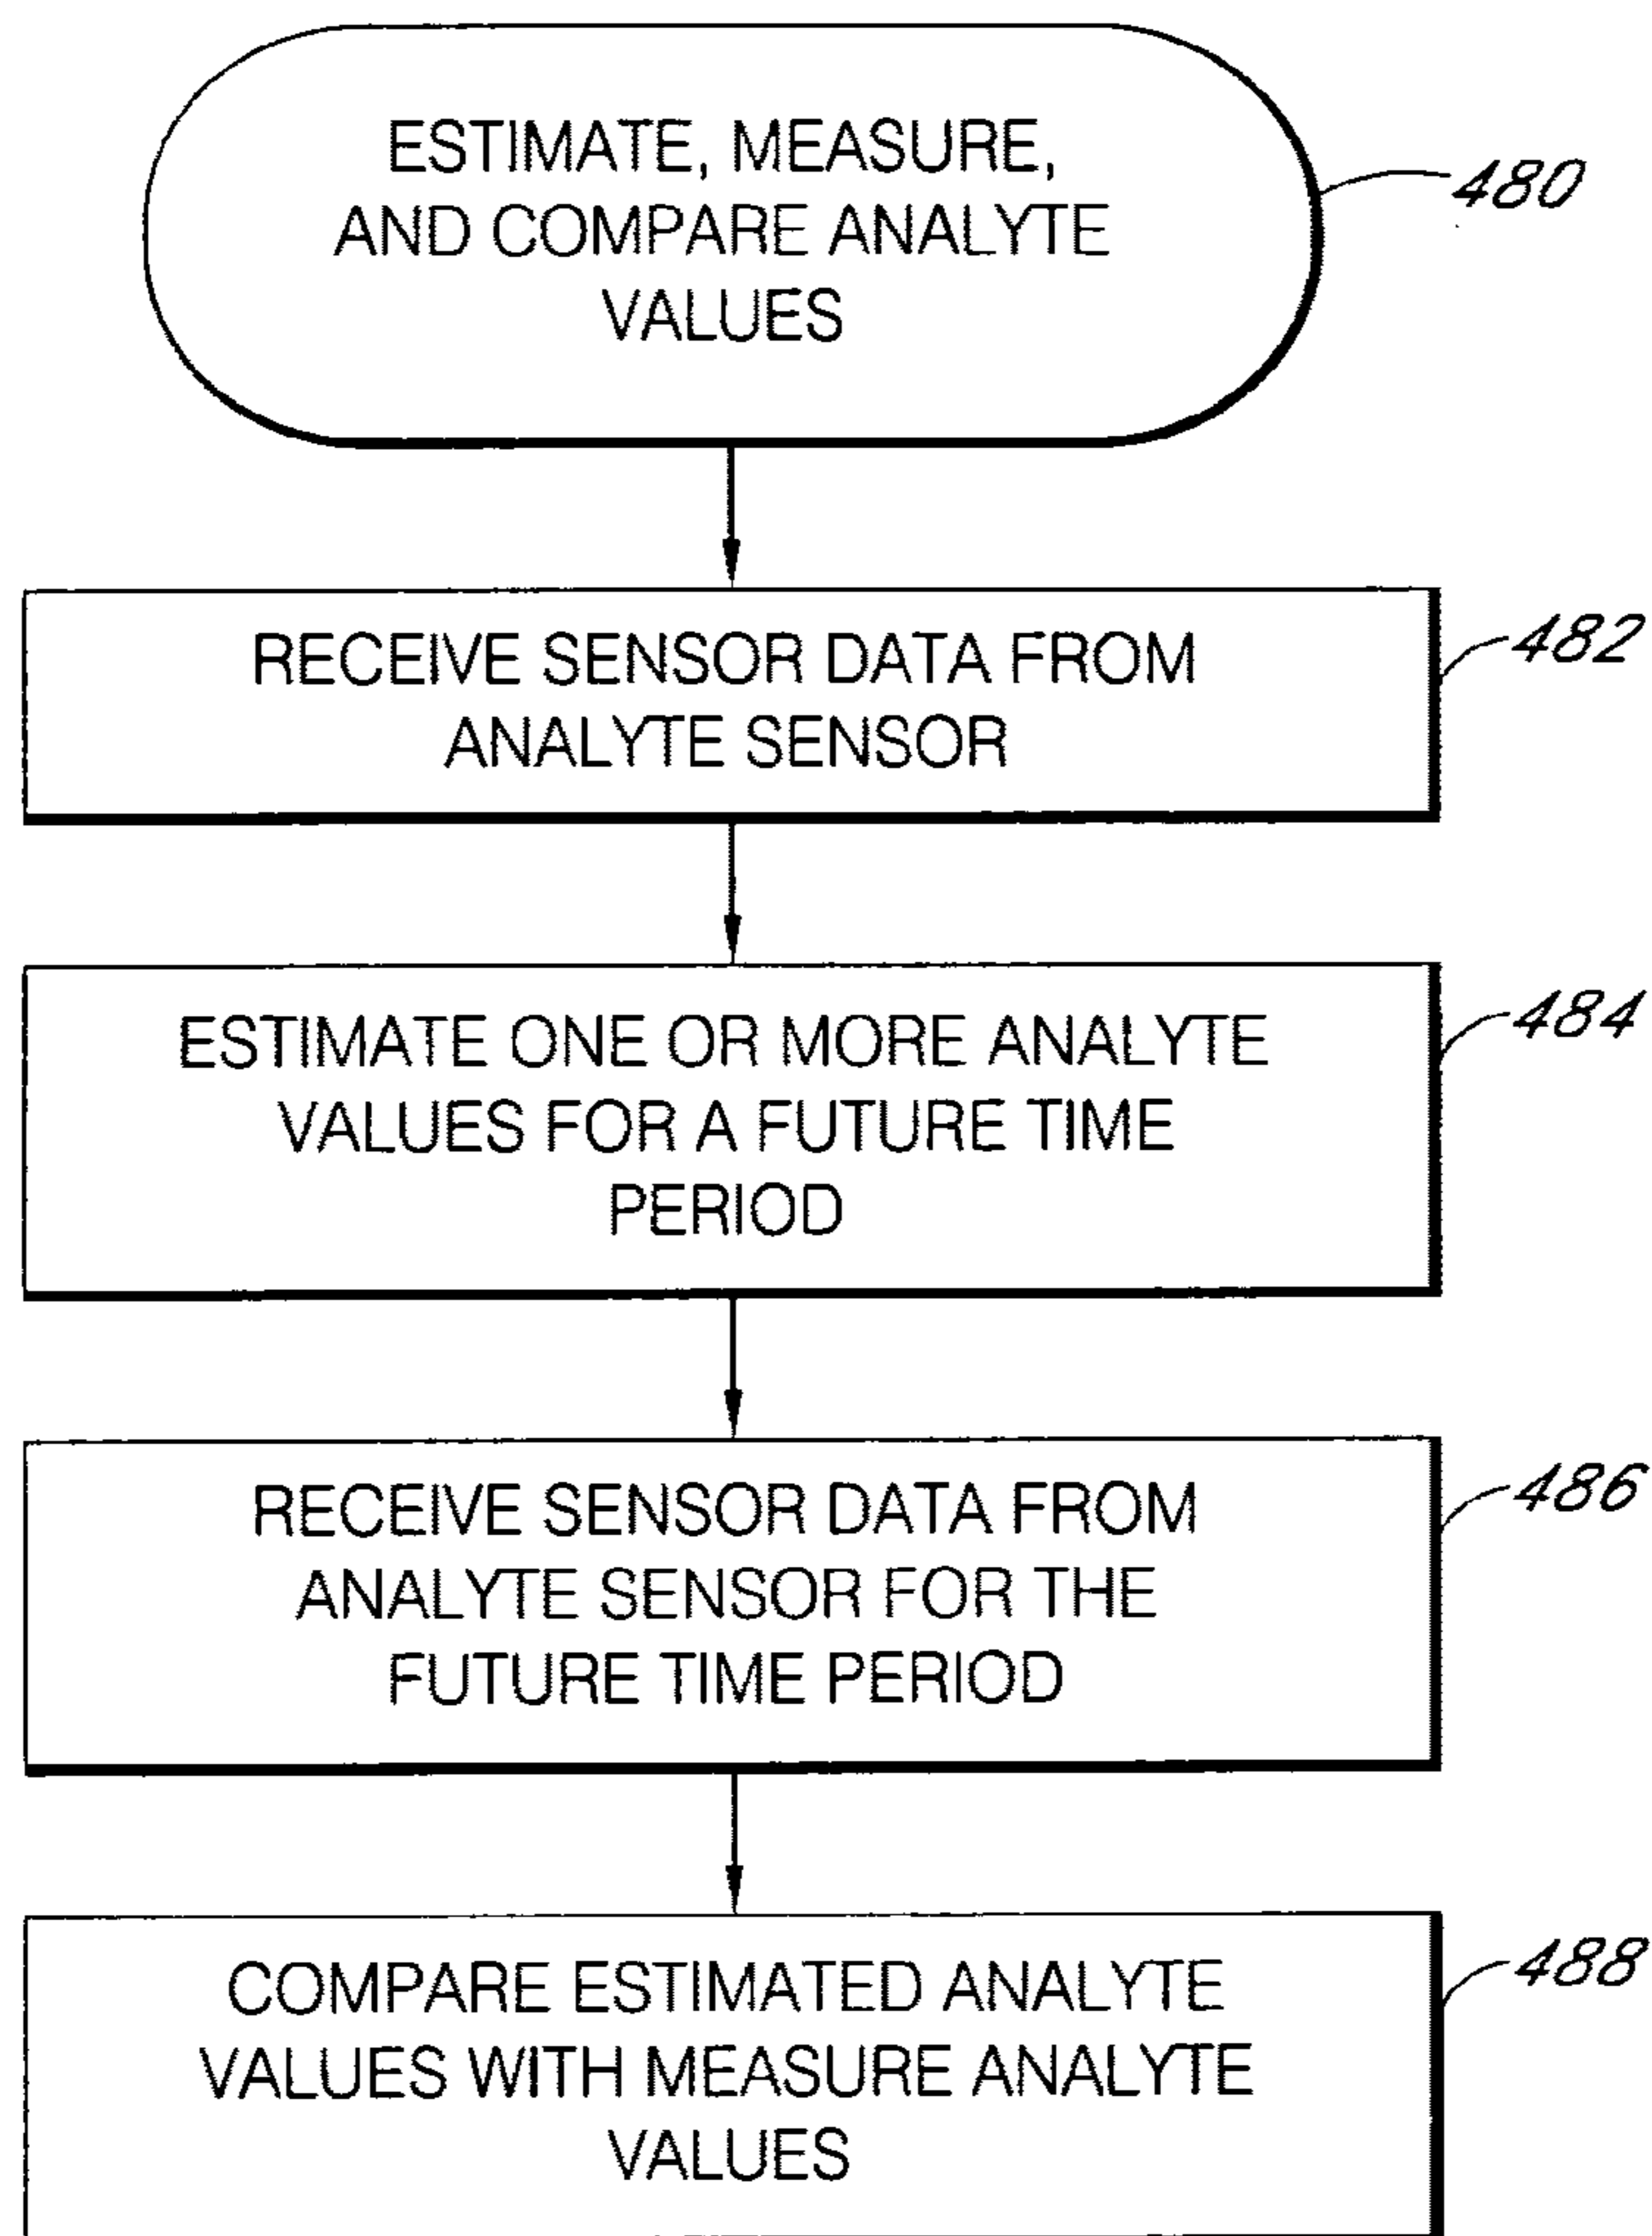 ESTIMATE, MEASURE,
AND COMPARE ANALYTE
VALUES
480
RECEIVE SENSOR DATA FROM
ANALYTE SENSOR
482
ESTIMATE ONE OR MORE ANALYTE
VALUES FOR A FUTURE TIME
PERIOD
484
RECEIVE SENSOR DATA FROM
ANALYTE SENSOR FOR THE
FUTURE TIME PERIOD
486
COMPARE ESTIMATED ANALYTE
VALUES WITH MEASURE ANALYTE
VALUES
488